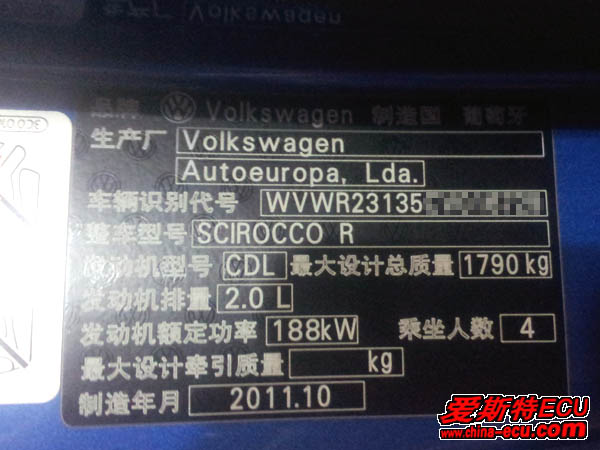 品牌 Volkswagen 制造国 葡萄牙
生产厂 Volkswagen
Autoeuropa, Lda.
车辆识别代号 WVWR23135
整车型号 SCIROCCO R
发动机型号 CDL 最大设计总质量 1790 kg
发动机排量 2.0 L
发动机额定功率 188kW 乘坐人数 4
最大设计牵引质量 kg
制造年月 2011.10
爱斯特ECU
www.china-ecu.com